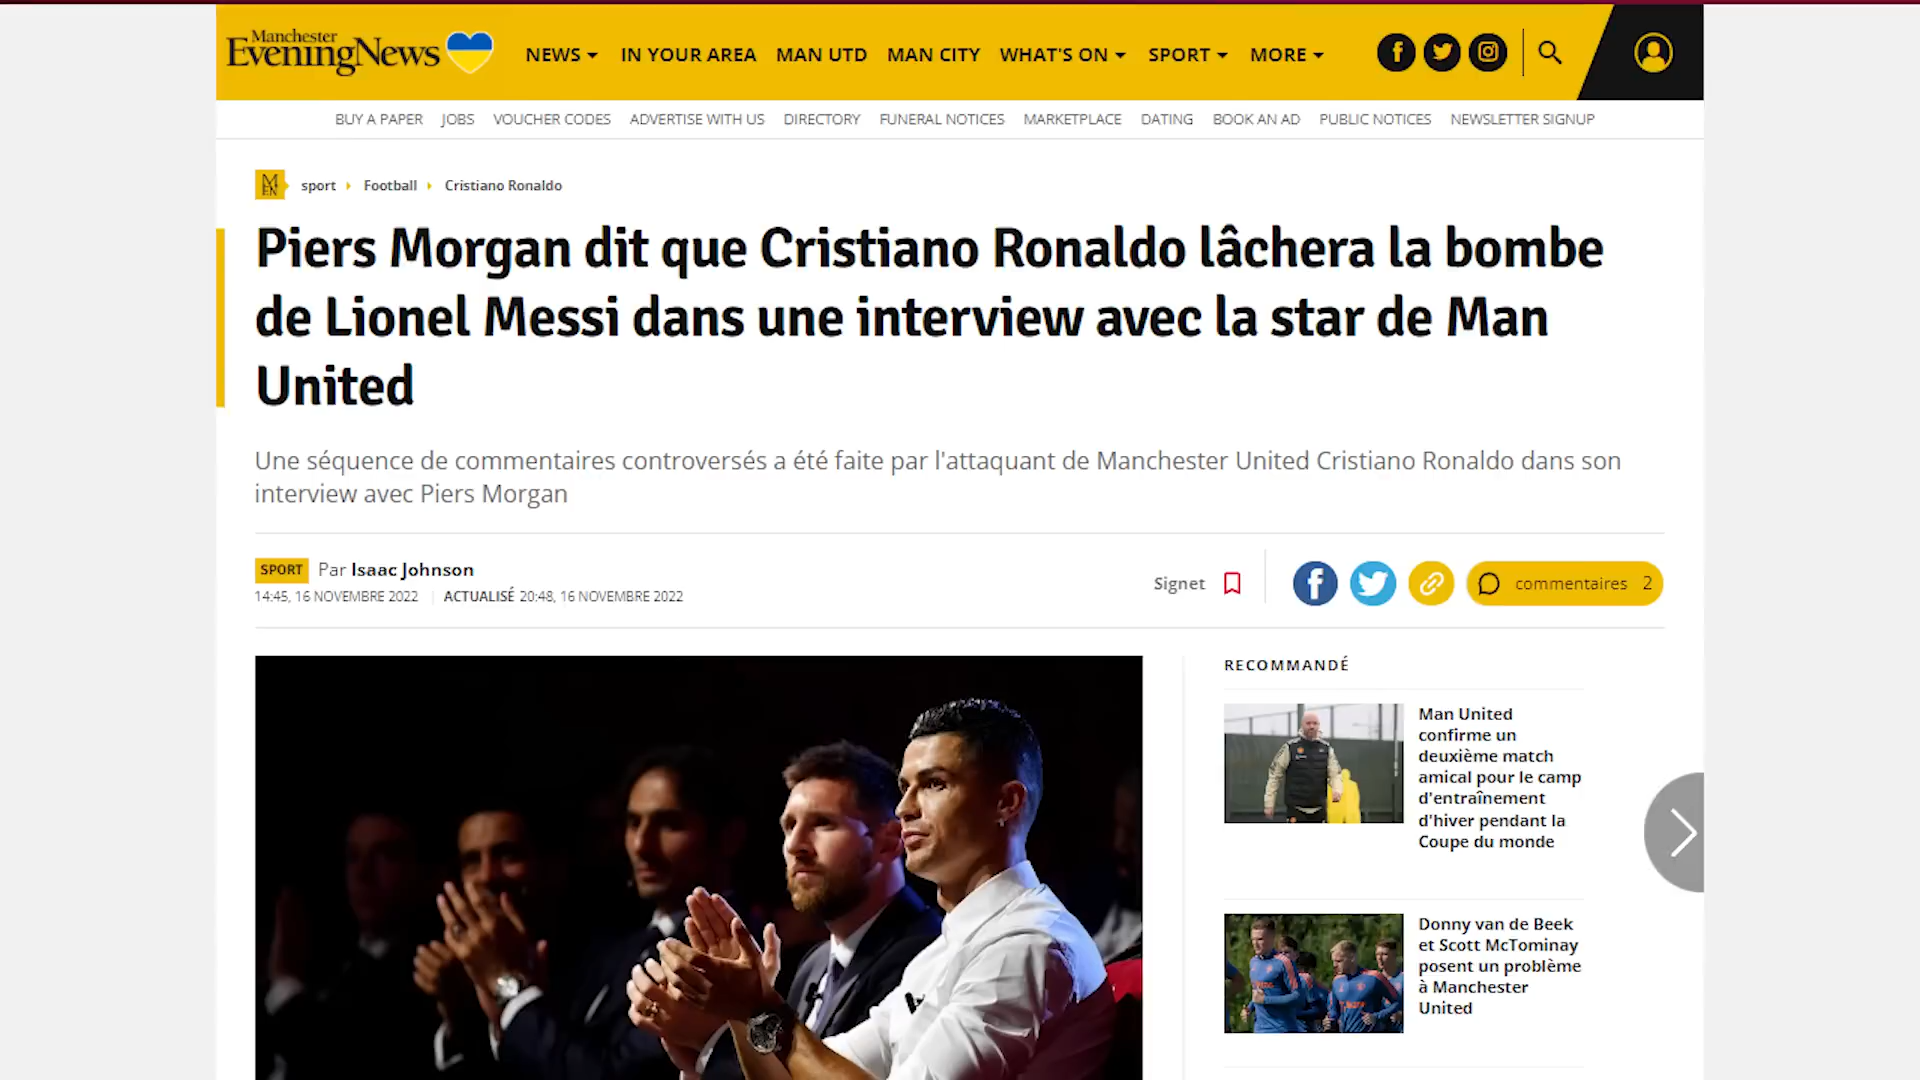 Manchester
EveningNews
NEWS IN YOUR AREA MAN UTD MAN CITY WHAT'S ON SPORT MORE
BUY A PAPER JOBS VOUCHER CODES ADVERTISE WITH US DIRECTORY FUNERAL NOTICES MARKETPLACE DATING BOOK AN AD PUBLIC NOTICES NEWSLETTER SIGNUP
M
EN
sport Football Cristiano Ronaldo
Piers Morgan dit que Cristiano Ronaldo lâchera la bombe
de Lionel Messi dans une interview avec la star de Man
United
Une séquence de commentaires controversés a été faite par l'attaquant de Manchester United Cristiano Ronaldo dans son
interview avec Piers Morgan
SPORT Par Isaac Johnson
14:45, 16 NOVEMBRE 2022 ACTUALISÉ 20:48, 16 NOVEMBRE 2022
Signet
commentaires 2
RECOMMANDÉ
Man United
confirme un
deuxième match
amical pour le camp
d'entraînement
d'hiver pendant la
Coupe du monde
Donny van de Beek
et Scott McTominay
posent un problème
à Manchester
United